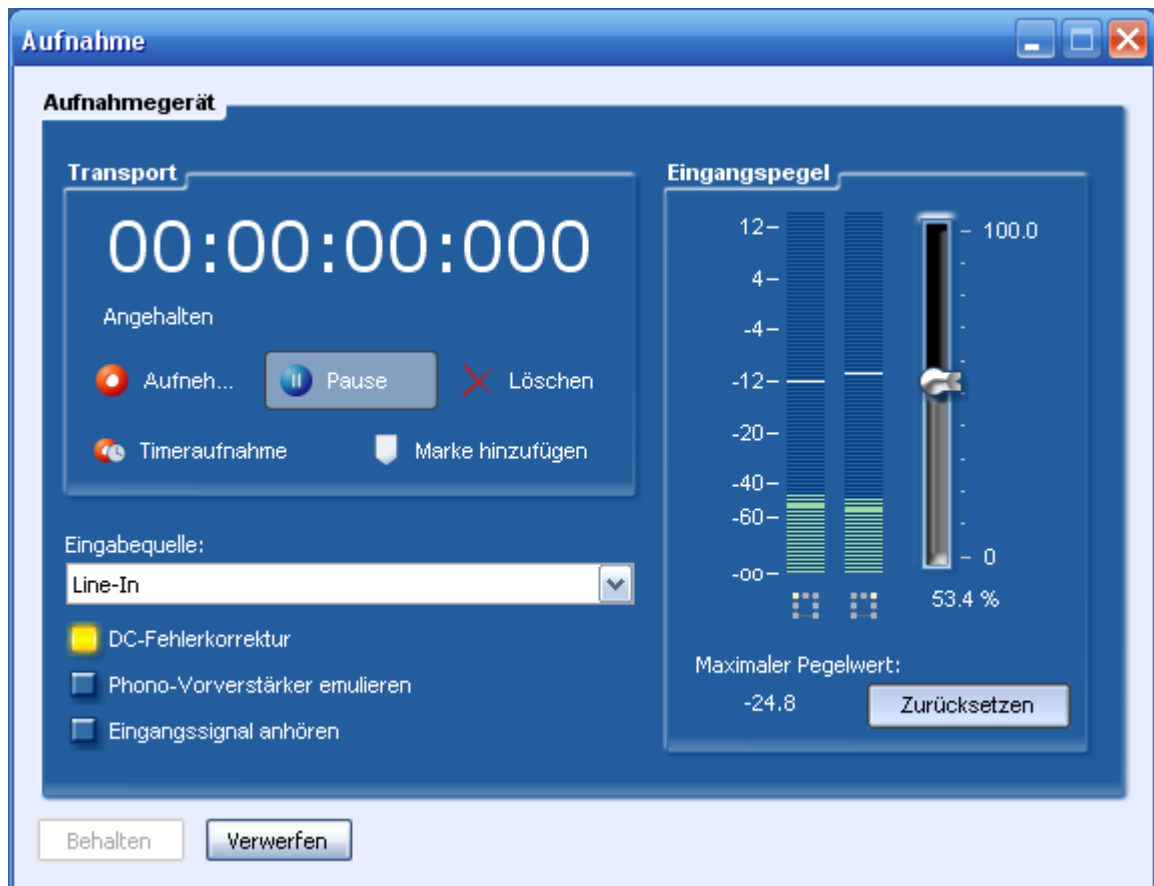 Aufnahme
Aufnahmegerät
Transport
00:00:00:000
Angehalten
Aufneh...
Pause
Löschen
Timeraufnahme
Marke hinzufügen
Eingabequelle:
Line-In
DC-Fehlerkorrektur
Phono-Vorverstärker emulieren
Eingangssignal anhören
Eingangspegel
12
4
-4
-12
-20
-40
-60
-oo
100.0
0
53.4 %
Maximaler Pegelwert:
-24.8
Zurücksetzen
Behalten
Verwerfen